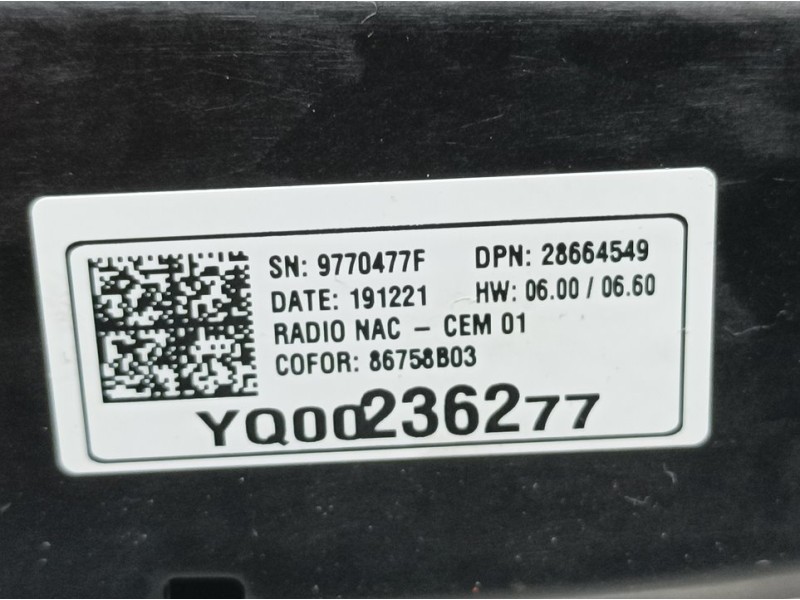 SN: 9770477F DPN: 28664549
DATE: 191221 HW: 06.00 / 06.60
RADIO NAC - CEM 01
COFOR: 86758B03
YQ00236277